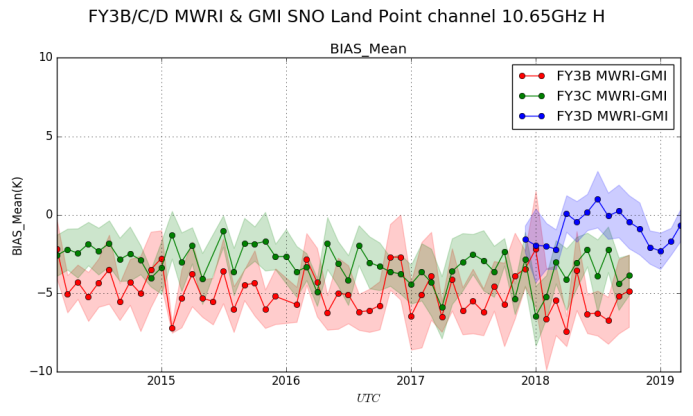 FY3B/C/D MWRI & GMI SNO Land Point channel 10.65GHz H
BIAS_Mean
10
5
0
−5
−10
BIAS_Mean(K)
FY3B MWRI-GMI
FY3C MWRI-GMI
FY3D MWRI-GMI
2015
2016
2017
2018
2019
UTC